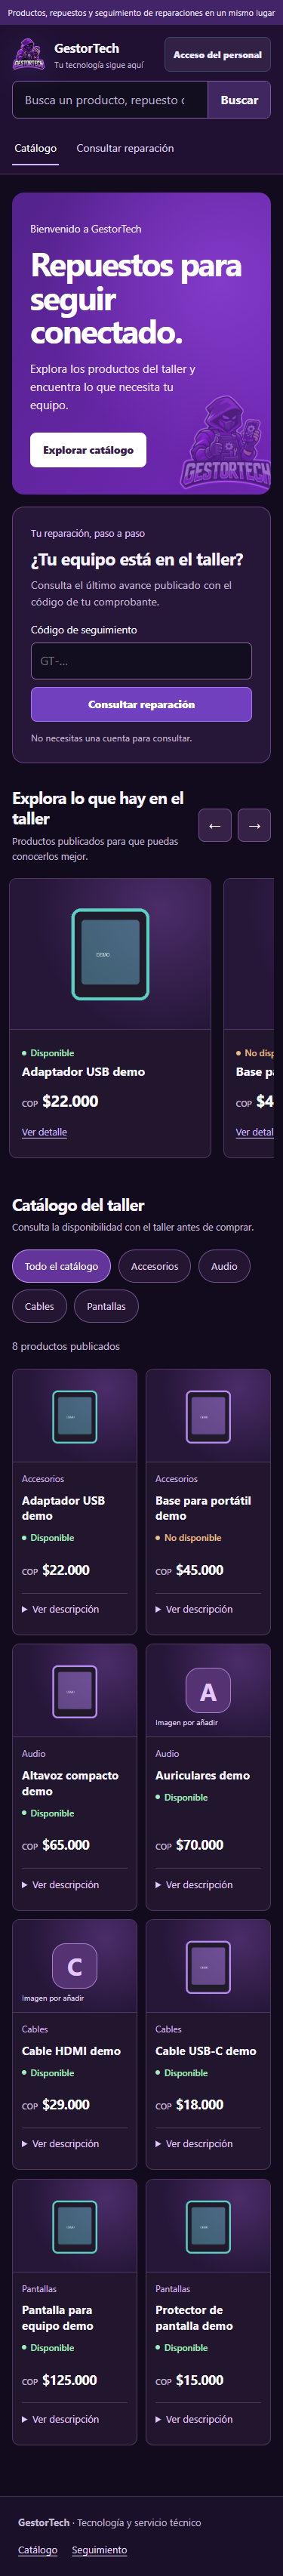 Productos, repuestos y seguimiento de reparaciones en un mismo lugar
GESTORTECH
GestorTech
Tu tecnología sigue aquí
Acceso del personal
Busca un producto, repuesto
Buscar
Catálogo
Consultar reparación
Bienvenido a GestorTech
Repuestos para
seguir
conectado.
Explora los productos del taller y
encuentra lo que necesita tu
equipo.
Explorar catálogo
GESTORTECH
Tu reparación, paso a paso
¿Tu equipo está en el taller?
Consulta el último avance publicado con el
código de tu comprobante.
Código de seguimiento
GT-...
Consultar reparación
No necesitas una cuenta para consultar.
Explora lo que hay en el
taller
Productos publicados para que puedas
conocerlos mejor.
← →
DEMO
Disponible
Adaptador USB demo
COP $22.000
Ver detalle
No disp
Base p
COP $4
Ver detal
Catálogo del taller
Consulta la disponibilidad con el taller antes de comprar.
Todo el catálogo
Accesorios
Audio
Cables
Pantallas
8 productos publicados
Accesorios
Adaptador USB
demo
Disponible
COP $22.000
Ver descripción
Accesorios
Base para portátil
demo
No disponible
COP $45.000
Ver descripción
Audio
Altavoz compacto
demo
Disponible
COP $65.000
Ver descripción
A
Imagen por añadir
Audio
Auriculares demo
Disponible
COP $70.000
Ver descripción
C
Imagen por añadir
Cables
Cable HDMI demo
Disponible
COP $29.000
Ver descripción
Cables
Cable USB-C demo
Disponible
COP $18.000
Ver descripción
Pantallas
Pantalla para
equipo demo
Disponible
COP $125.000
Ver descripción
Pantallas
Protector de
pantalla demo
Disponible
COP $15.000
Ver descripción
GestorTech · Tecnología y servicio técnico
Catálogo
Seguimiento